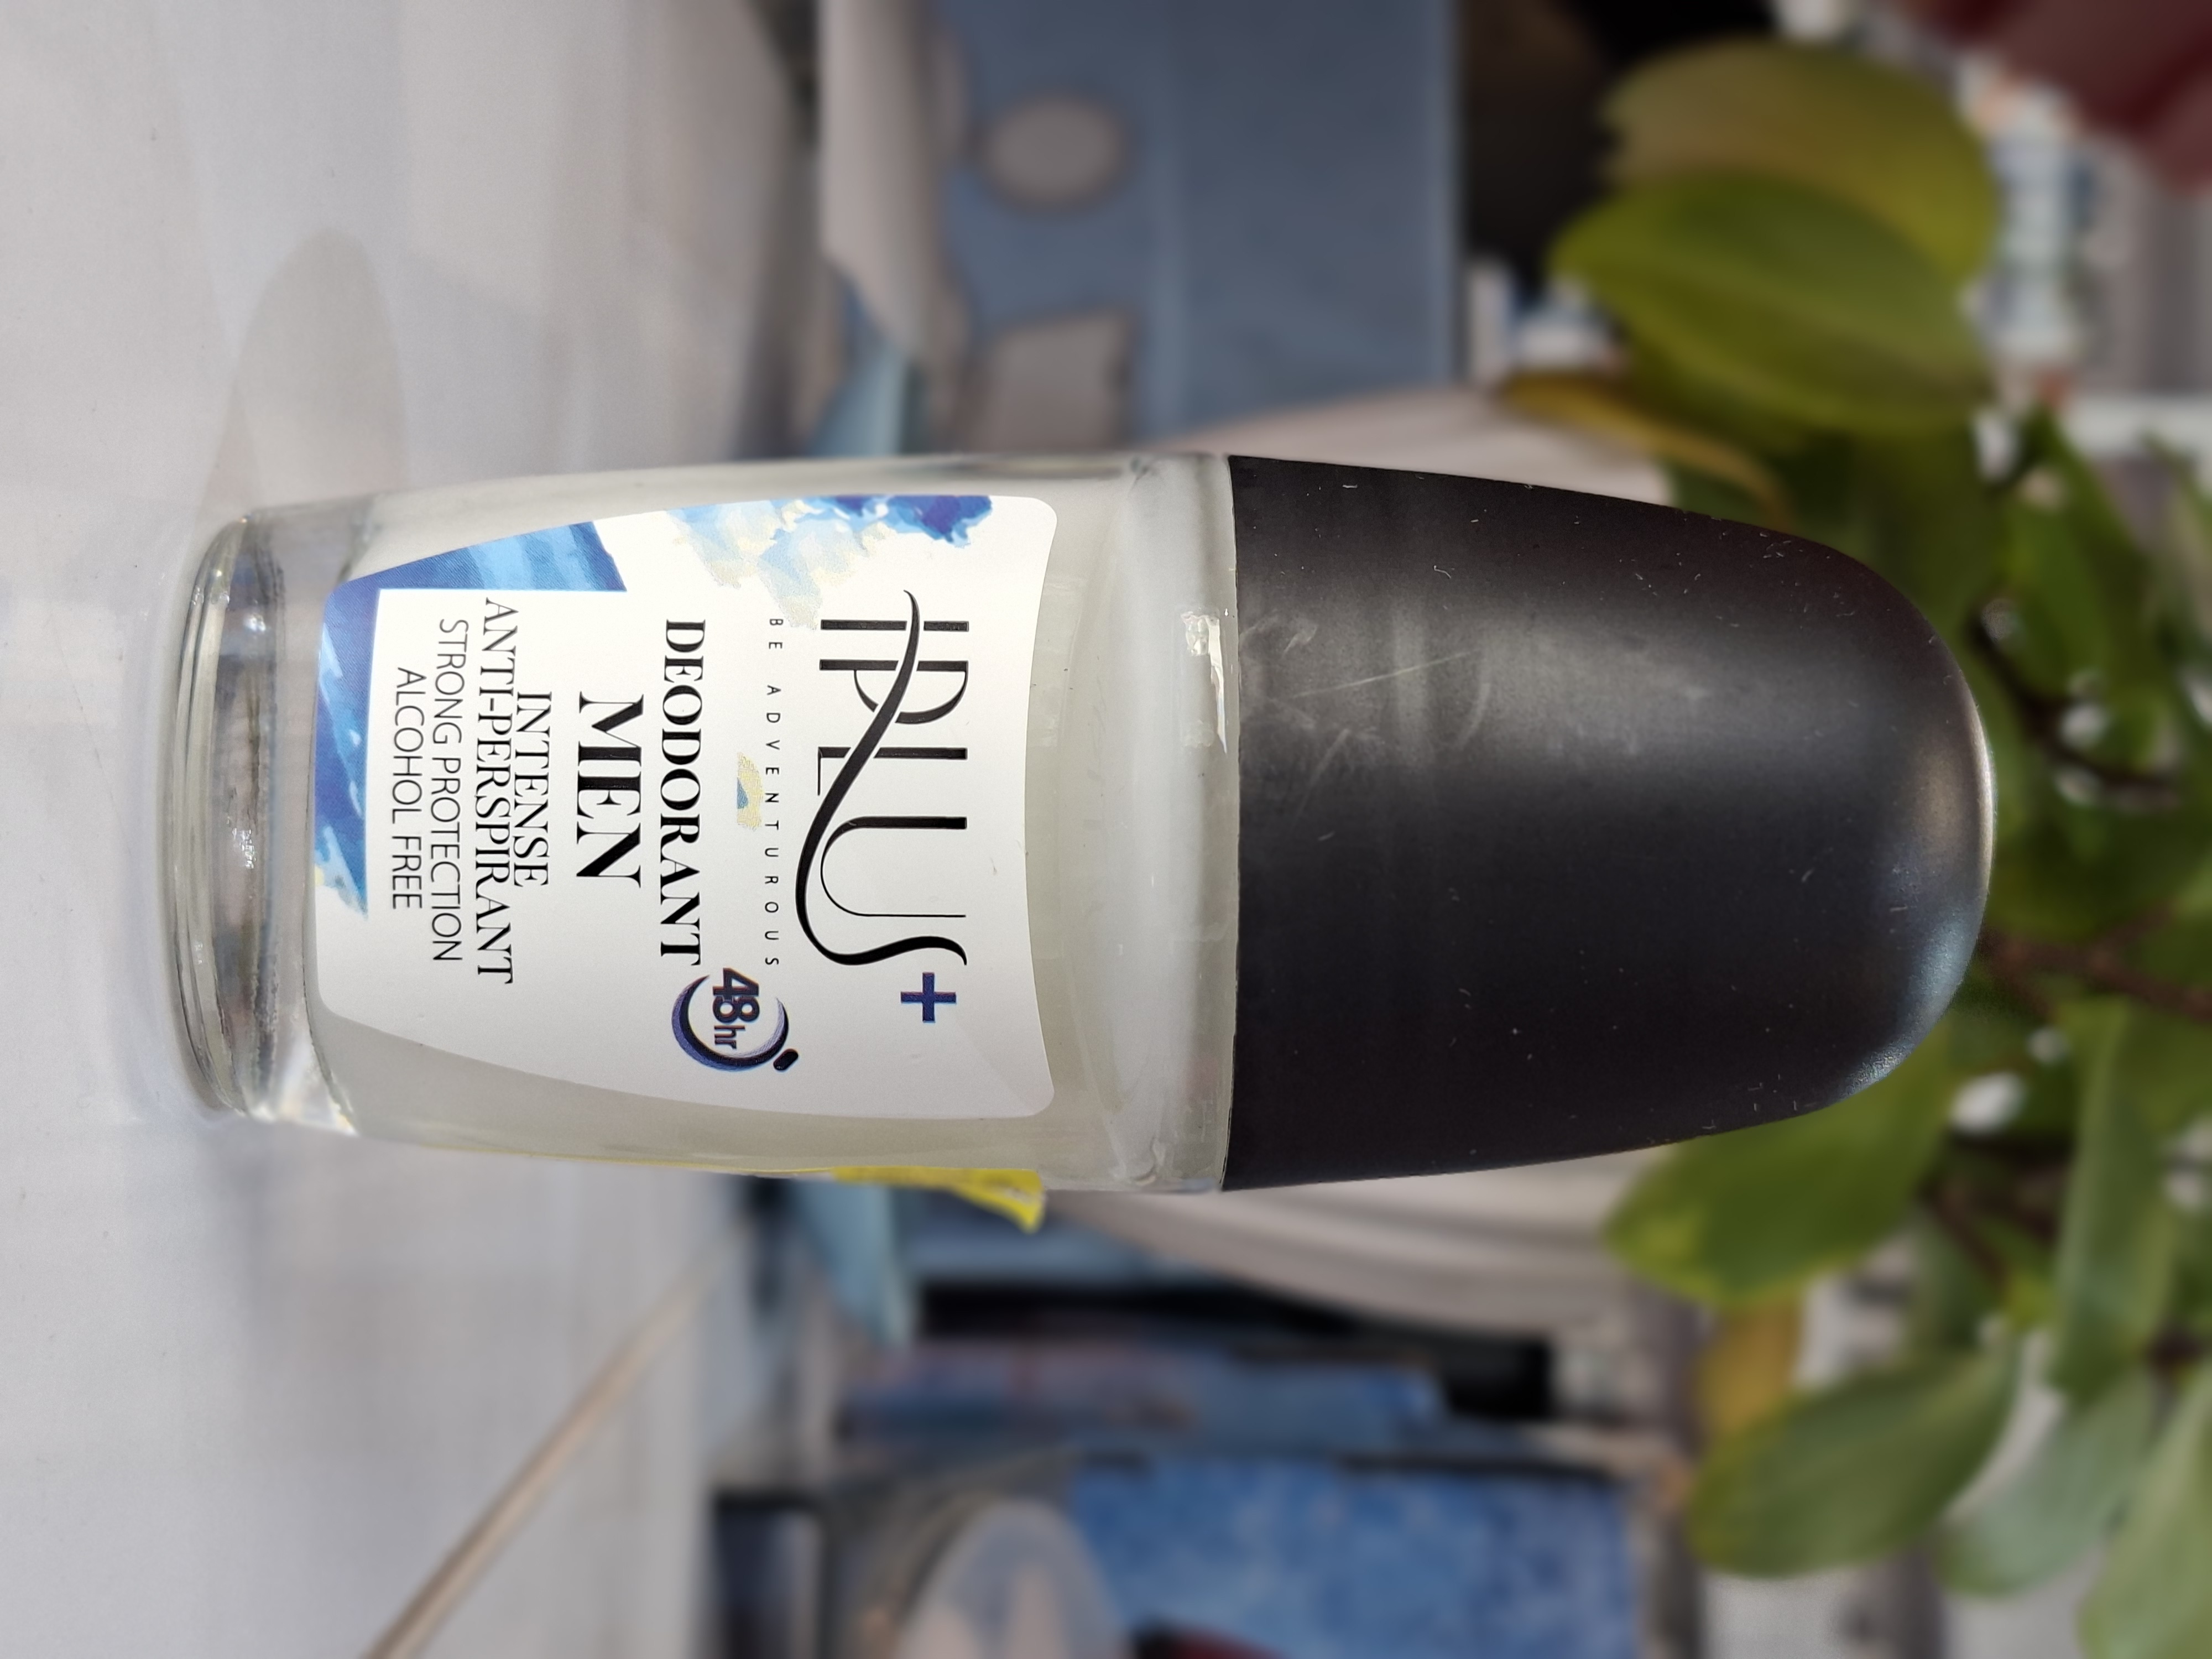 IPLUS+
BE ADVENTUROUS
48hr
DEODORANT
MEN
INTENSE
ANTI-PERSPIRANT
STRONG PROTECTION
ALCOHOL FREE